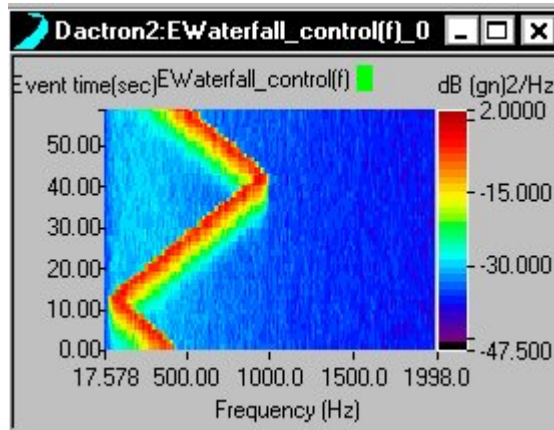 Dactron2:EWaterfall_control(f)_0
Event time(sec)
EWaterfall_control(f)
dB (gn)2/Hz
50.00
40.00
30.00
20.00
10.00
0.00
2.0000
-15.000
-30.000
-47.500
17.578 500.00 1000.0 1500.0 1998.0
Frequency (Hz)